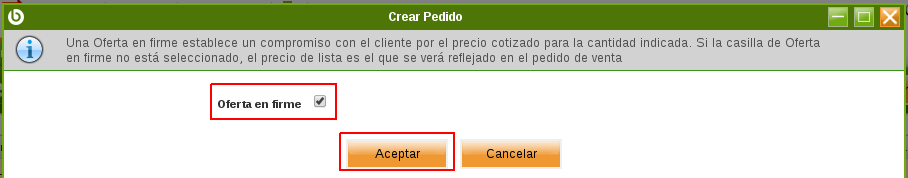 Crear Pedido
Una Oferta en firme establece un compromiso con el cliente por el precio cotizado para la cantidad indicada. Si la casilla de Oferta
en firme no está seleccionado, el precio de lista es el que se verá reflejado en el pedido de venta
Oferta en firme
Aceptar Cancelar